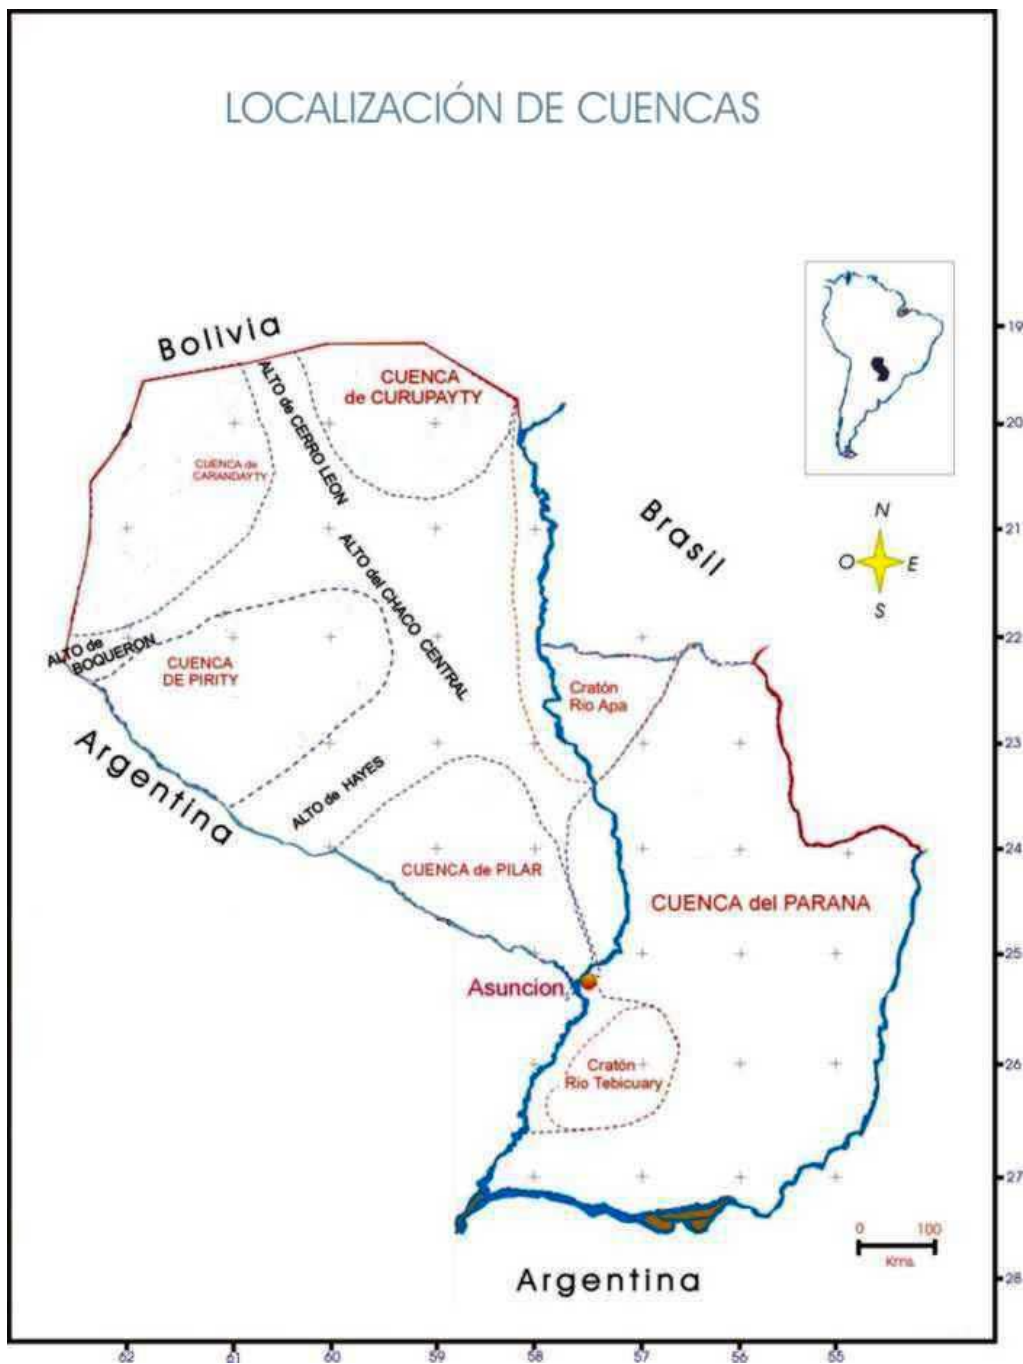 LOCALIZACIÓN DE CUENCAS
Bolivia
19
CUENCA
de CURUPAYTY
ALTO de CERRO LEON
20
CUENCA de
CARANDAYTY
Brasil
21
N
O
E
S
ALTO del CHACO CENTRAL
22
ALTO de
BOQUERON
CUENCA
DE PIRITY
Cratón
Rio Apa
Argentina
23
ALTO de HAYES
24
CUENCA de PILAR
CUENCA del PARANA
25
Asuncion
26
Cratón
Rio Tebicuary
27
0 100
Kms.
Argentina
28
62 61 60 59 58 57 56 55